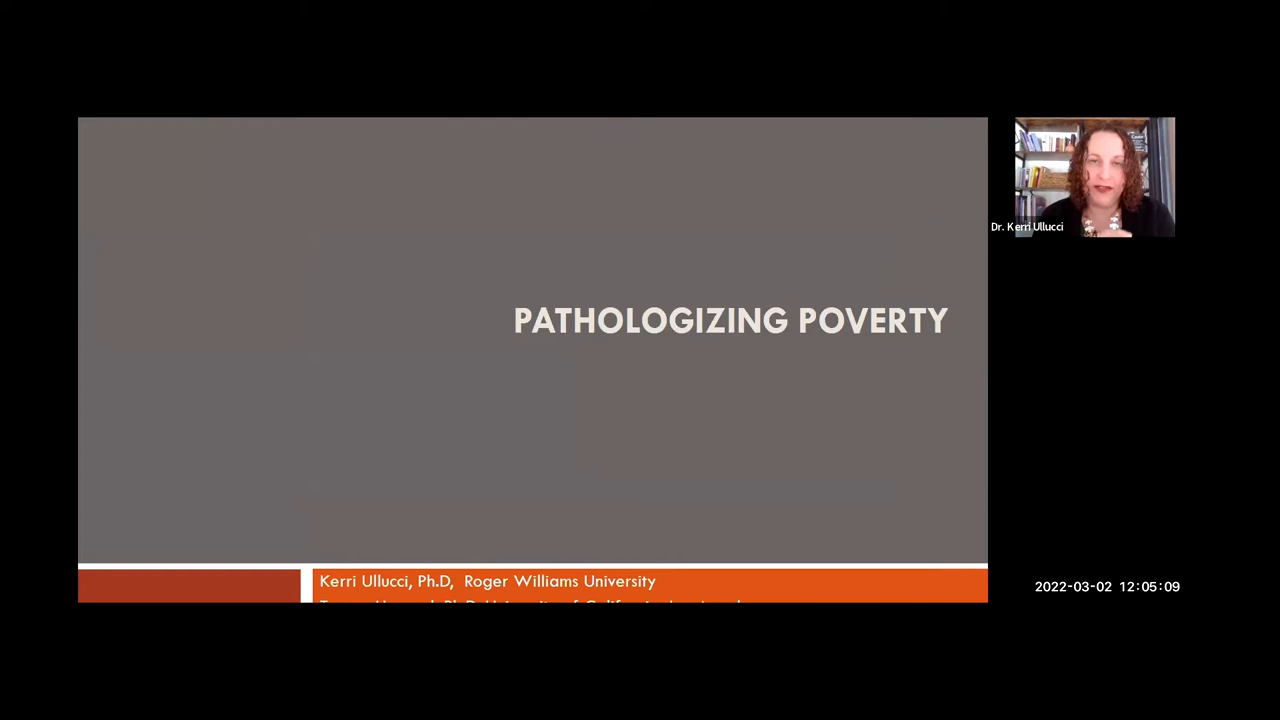 PATHOLOGIZING POVERTY
Dr. Kerri Ullucci
Kerri Ullucci, Ph.D, Roger Williams University
2022-03-02 12:05:09